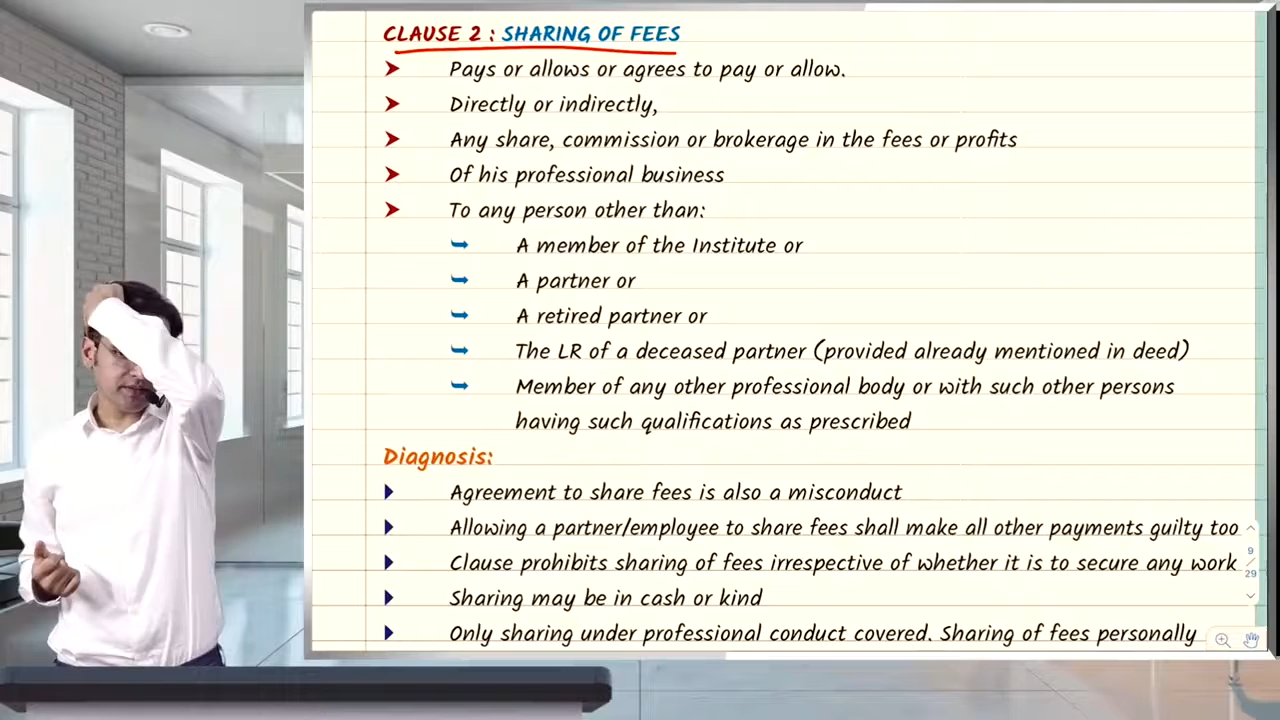 CLAUSE 2 : SHARING OF FEES
Pays or allows or agrees to pay or allow.
Directly or indirectly,
Any share, commission or brokerage in the fees or profits
Of his professional business
To any person other than:
A member of the Institute or
A partner or
A retired partner or
The LR of a deceased partner (provided already mentioned in deed)
Member of any other professional body or with such other persons
having such qualifications as prescribed
Diagnosis:
Agreement to share fees is also a misconduct
Allowing a partner/employee to share fees shall make all other payments guilty too
Clause prohibits sharing of fees irrespective of whether it is to secure any work
Sharing may be in cash or kind
Only sharing under professional conduct covered. Sharing of fees personally
9
/
29